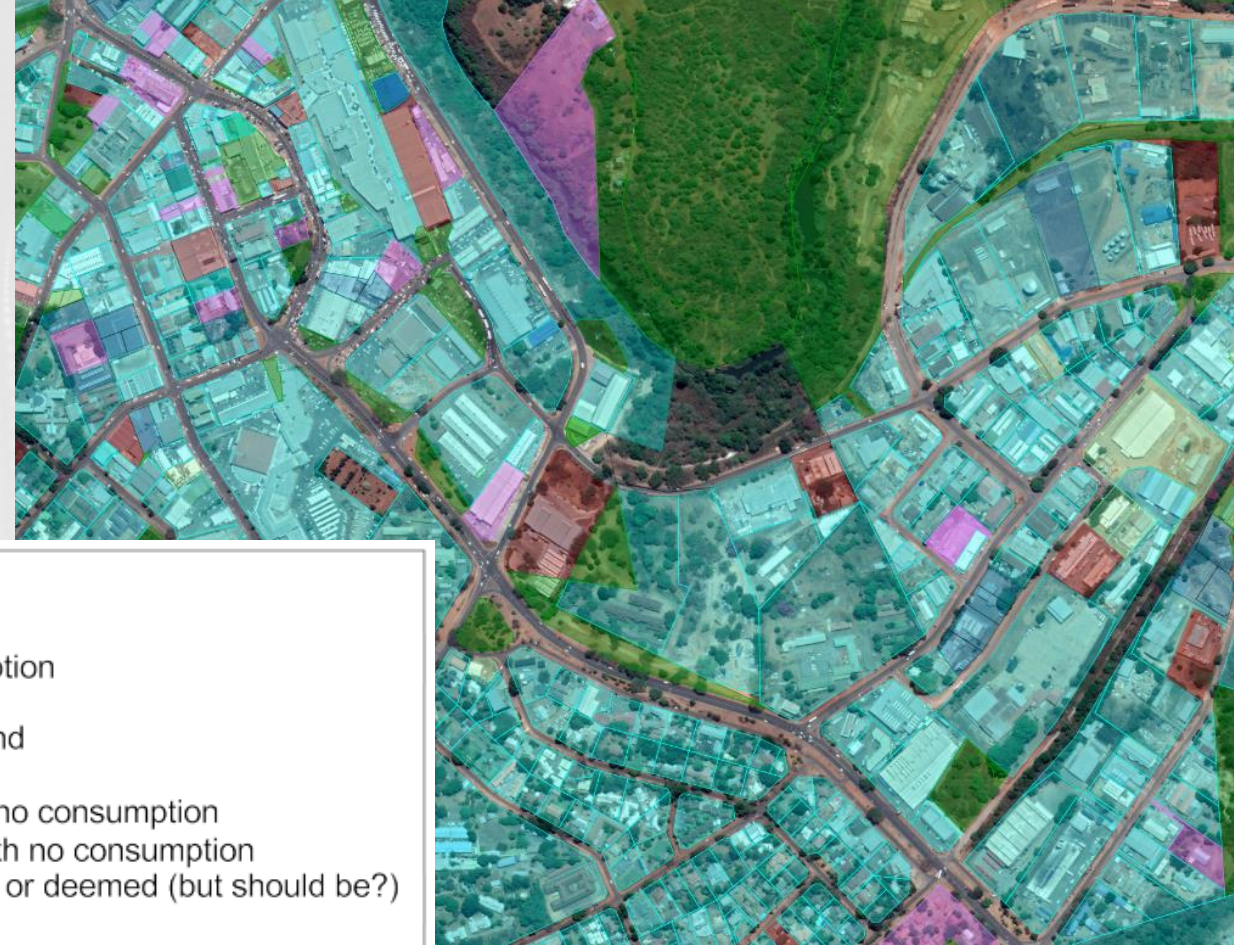 ption
nd
no consumption
th no consumption
or deemed (but should be?)